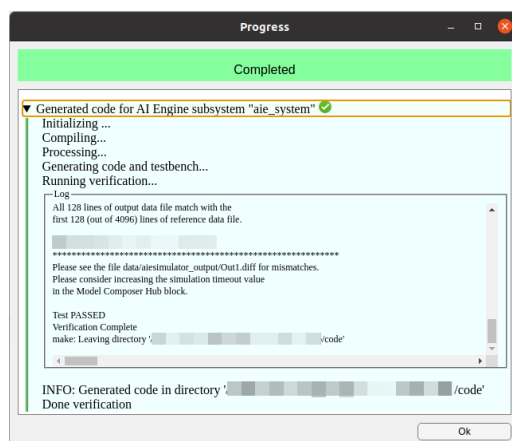 Progress
Completed
Generated code for AI Engine subsystem "aie_system"
Initializing ...
Compiling...
Processing...
Generating code and testbench...
Running verification...
Log
All 128 lines of output data file match with the
first 128 (out of 4096) lines of reference data file.
************************************************************
Please see the file data/aiesimulator_output/Out1.diff for mismatches.
Please consider increasing the simulation timeout value
in the Model Composer Hub block.
Test PASSED
Verification Complete
make: Leaving directory '/code'
INFO: Generated code in directory '/code'
Done verification
Ok